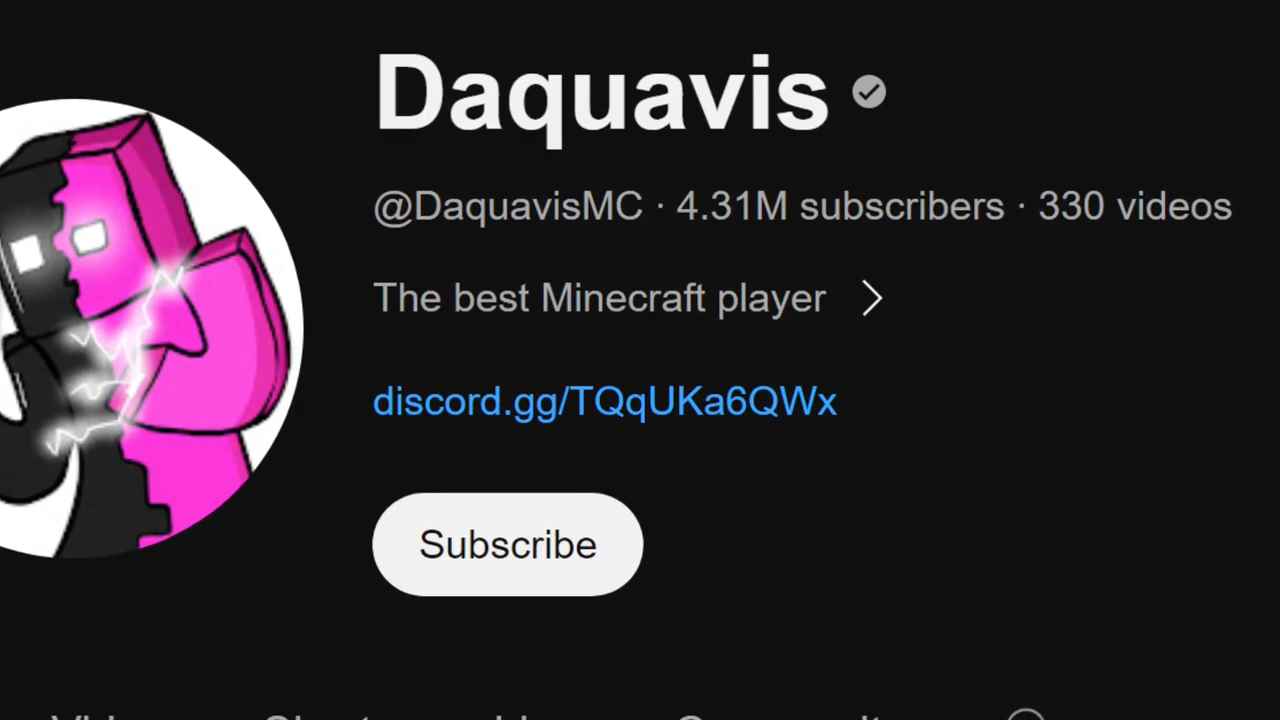 Daquavis
@DaquavisMC · 4.31M subscribers · 330 videos
The best Minecraft player
discord.gg/TQqUKa6QWx
Subscribe